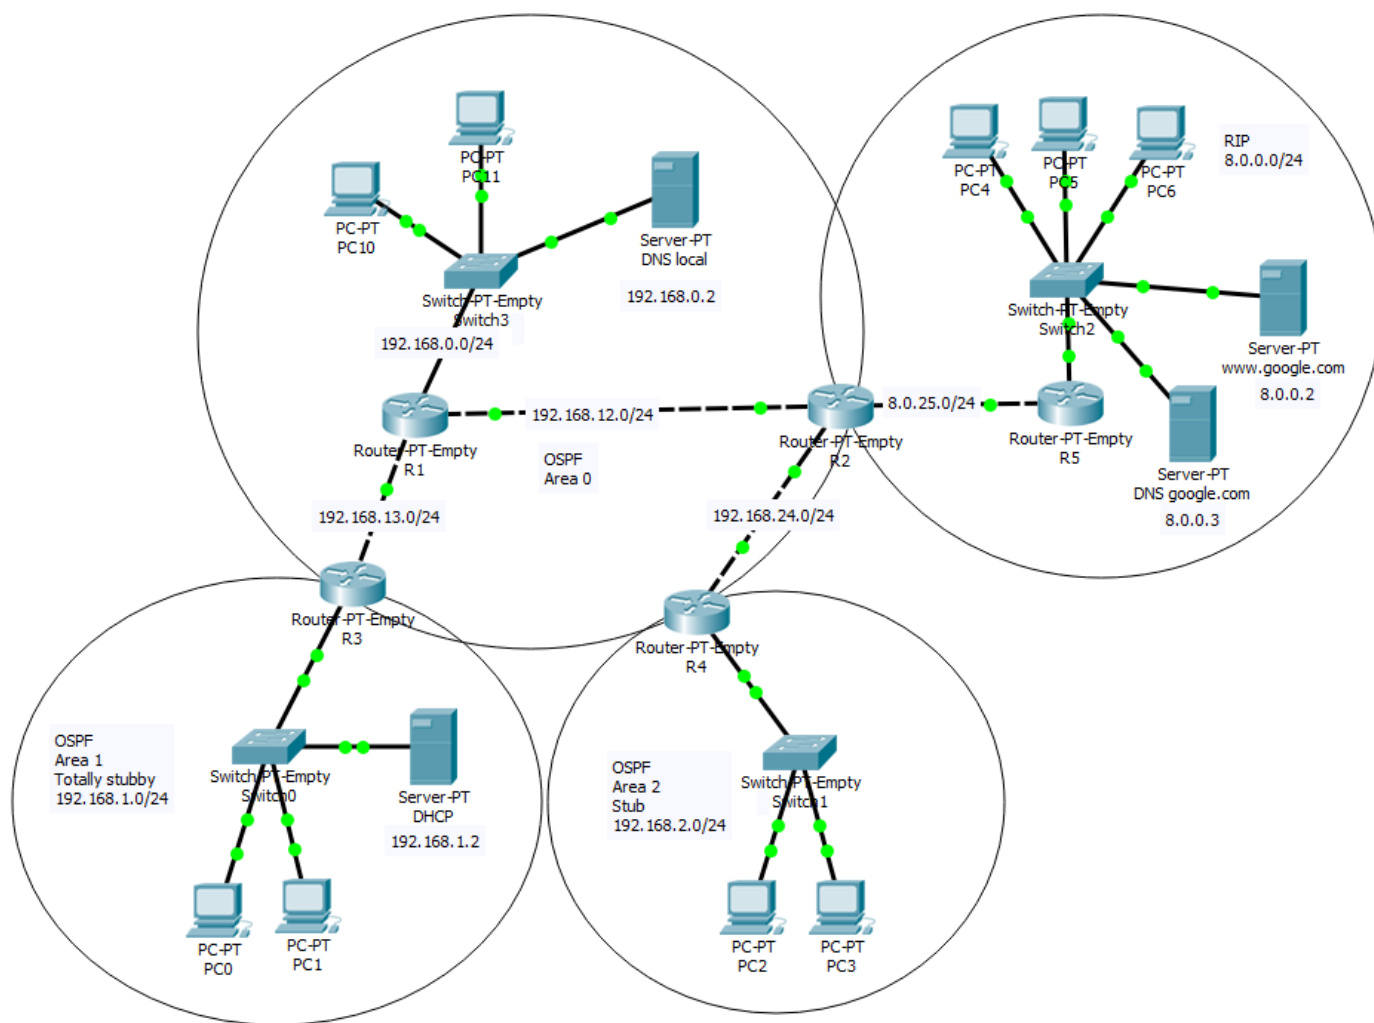 PC-PT
PC11
PC-PT
PC10
Server-PT
DNS local
192.168.0.2
Switch-PT-Empty
Switch3
192.168.0.0/24
Router-PT-Empty
R1
192.168.12.0/24
OSPF
Area 0
192.168.13.0/24
Router-PT-Empty
R2
192.168.24.0/24
8.0.25.0/24
PC-PT
PC4
PC-PT
PC5
PC-PT
PC6
RIP
8.0.0.0/24
Switch-PT-Empty
Switch2
Server-PT
www.google.com
8.0.0.2
Router-PT-Empty
R5
Server-PT
DNS google.com
8.0.0.3
Router-PT-Empty
R3
OSPF
Area 1
Totally stubby
192.168.1.0/24
Switch-PT-Empty
Switch0
Server-PT
DHCP
192.168.1.2
PC-PT
PC0
PC-PT
PC1
Router-PT-Empty
R4
OSPF
Area 2
Stub
192.168.2.0/24
Switch-PT-Empty
Switch1
PC-PT
PC2
PC-PT
PC3